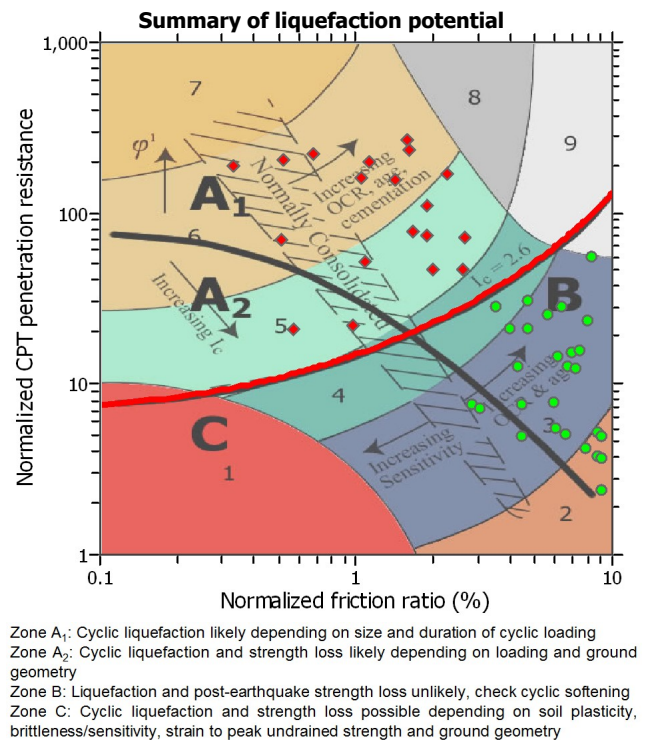 Summary of liquefaction potential
Normalized CPT penetration resistance
1,000
100
10
1
7
8
9
φ¹
A1
Normally Consolidated
Increasing
OCR, age,
cementation
6
A2
Increasing Ic
5
Ic = 2.6
B
4
C
1
Increasing
Sensitivity
Increasing
OCR & age
3
2
0.1
1
10
Normalized friction ratio (%)
Zone A1: Cyclic liquefaction likely depending on size and duration of cyclic loading
Zone A2: Cyclic liquefaction and strength loss likely depending on loading and ground
geometry
Zone B: Liquefaction and post-earthquake strength loss unlikely, check cyclic softening
Zone C: Cyclic liquefaction and strength loss possible depending on soil plasticity,
brittleness/sensitivity, strain to peak undrained strength and ground geometry